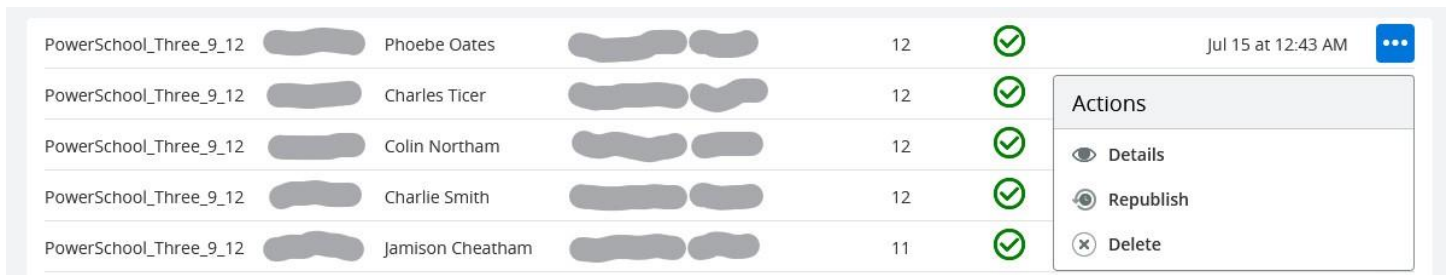 PowerSchool_Three_9_12 Phoebe Oates 12 Jul 15 at 12:43 AM
PowerSchool_Three_9_12 Charles Ticer 12
Actions
PowerSchool_Three_9_12 Colin Northam 12
Details
PowerSchool_Three_9_12 Charlie Smith 12
Republish
PowerSchool_Three_9_12 Jamison Cheatham 11
Delete